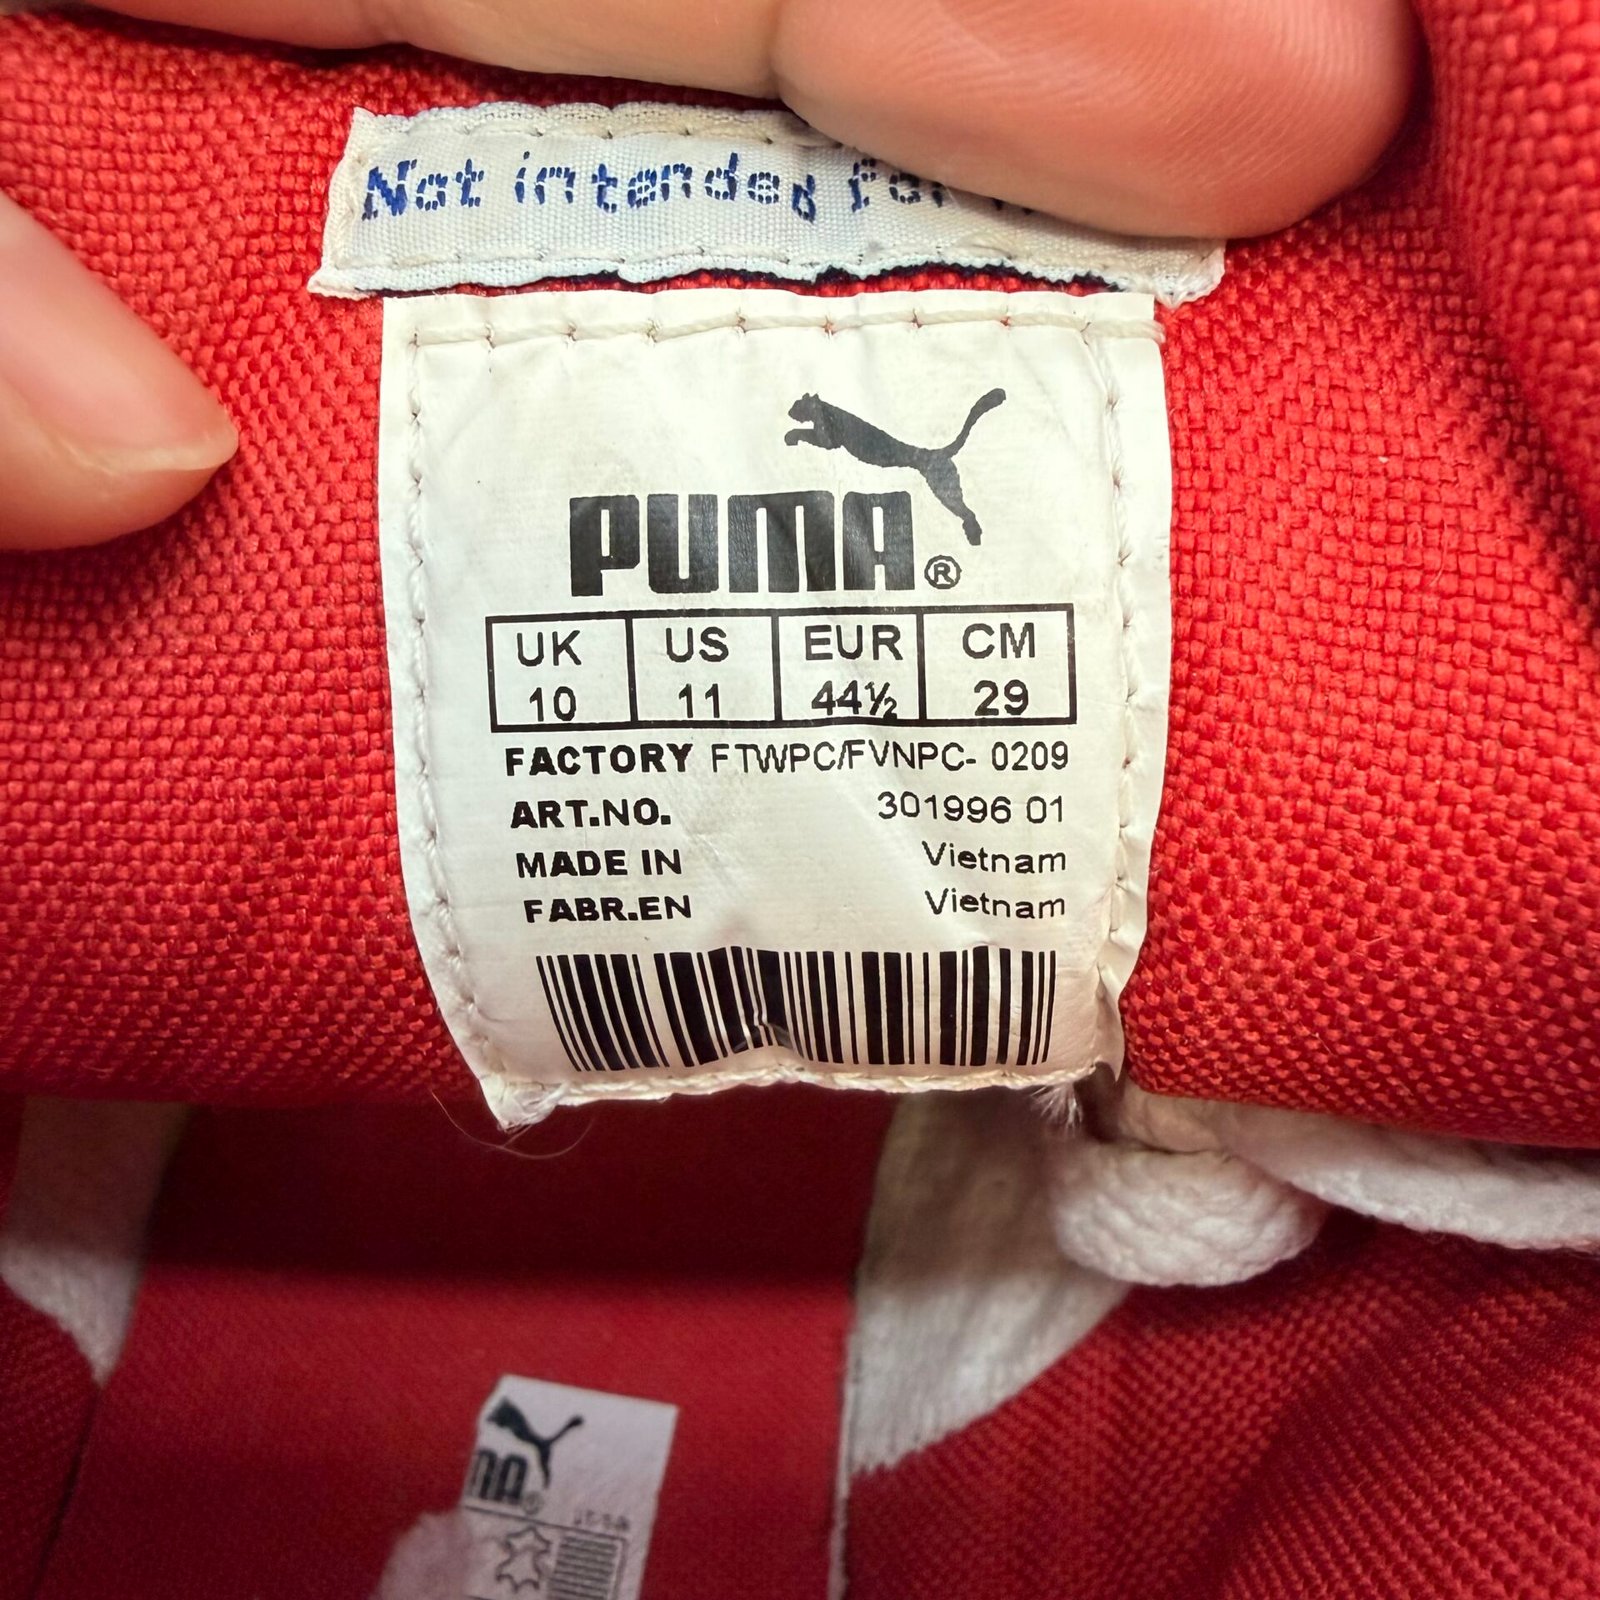 Not intended for
PUMA®
UK US EUR CM
10 11 44½ 29
FACTORY FTWPC/FVNPC- 0209
ART.NO. 301996 01
MADE IN Vietnam
FABR.EN Vietnam